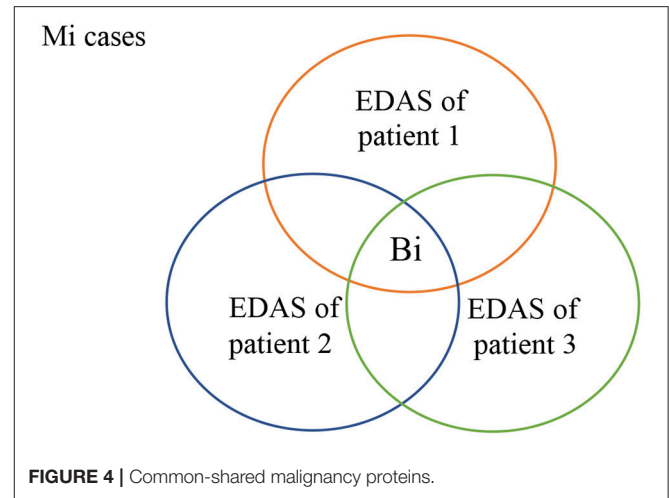 Mi cases
EDAS of
patient 1
Bi
EDAS of
patient 2
EDAS of
patient 3
FIGURE 4 | Common-shared malignancy proteins.